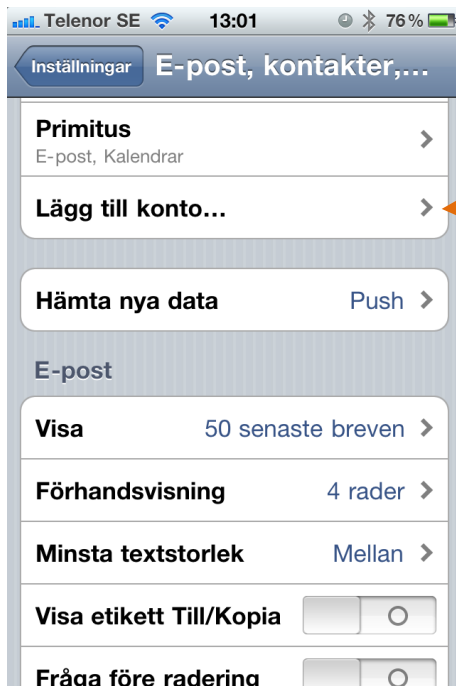 Telenor SE 13:01 76%
Inställningar E-post, kontakter,...
Primitus
E-post, Kalendrar
Lägg till konto...
Hämta nya data Push
E-post
Visa 50 senaste breven
Förhandsvisning 4 rader
Minsta textstorlek Mellan
Visa etikett Till/Kopia
Fråga före radering